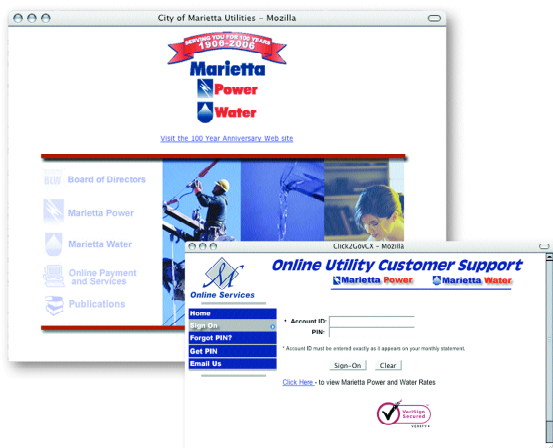 City of Marietta Utilities – Mozilla
SERVING YOU FOR 100 YEARS
1906-2006
Marietta
Power
Water
Visit the 100 Year Anniversary Web site
BLW Board of Directors
Marietta Power
Marietta Water
Online Payment
and Services
Publications
Click2GovCX – Mozilla
M
Online Services
Home
Sign On
Forgot PIN?
Get PIN
Email Us
Online Utility Customer Support
Marietta Power Marietta Water
* Account ID:
PIN:
* Account ID must be entered exactly as it appears on your monthly statement.
Sign-On Clear
Click Here - to view Marietta Power and Water Rates
VeriSign
Secured
VERIFY